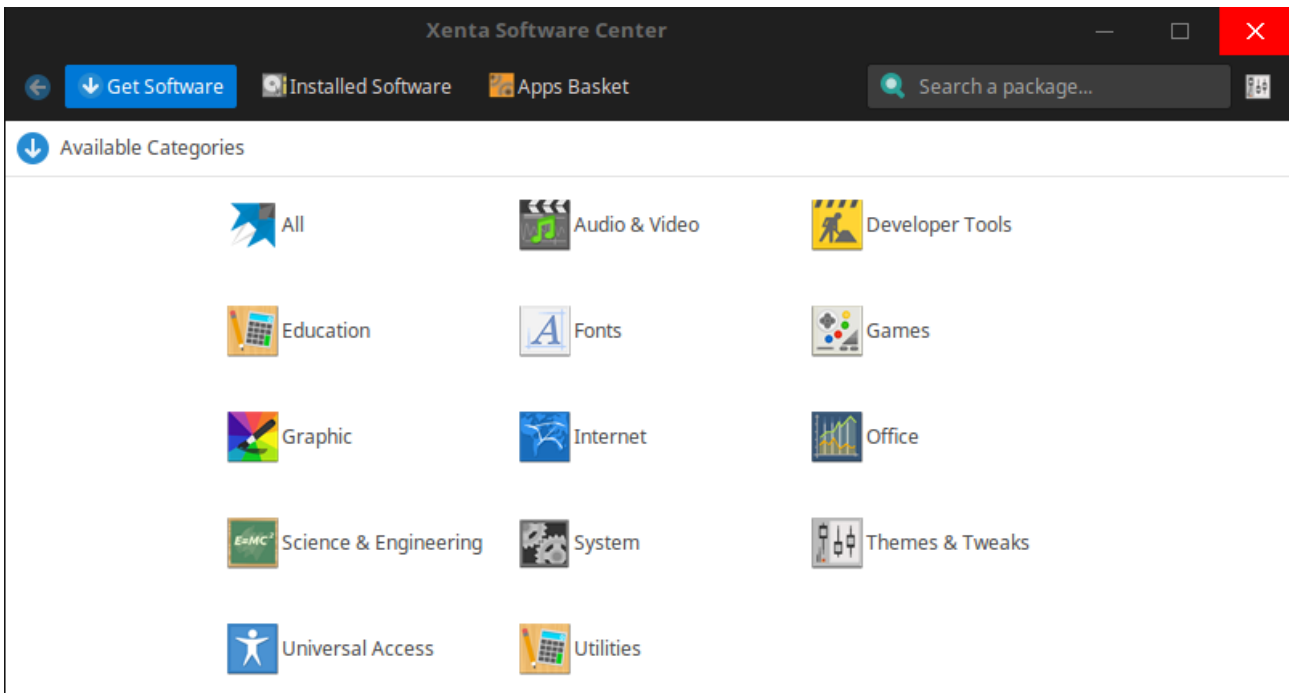 Xenta Software Center
Get Software Installed Software Apps Basket Search a package...
Available Categories
All Audio & Video Developer Tools
Education Fonts Games
Graphic Internet Office
E=MC² Science & Engineering System Themes & Tweaks
Universal Access Utilities